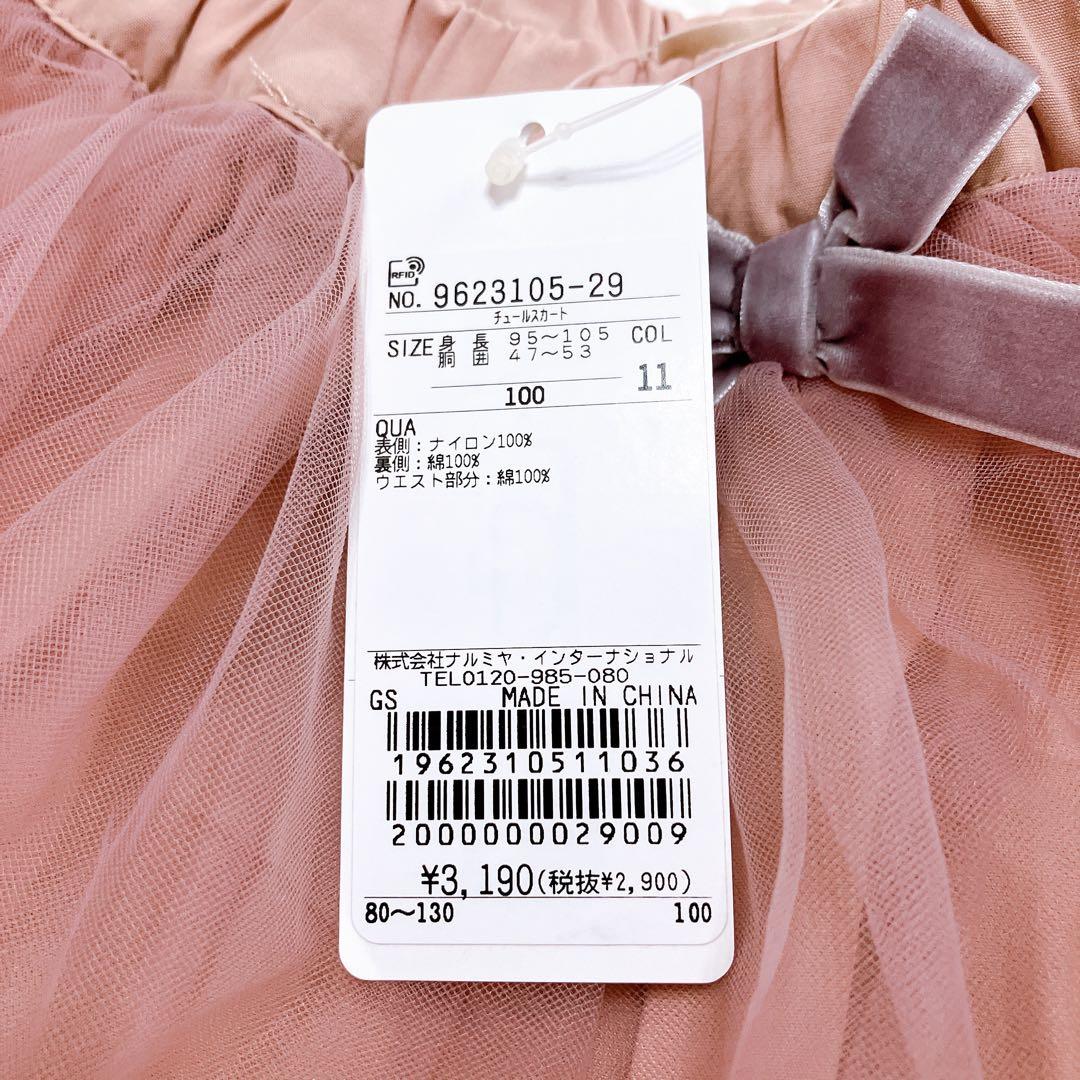 RFID
NO. 9623105-29
チュールスカート
SIZE 身長 95〜105 COL
胴囲 47〜53
100 11
QUA
表側：ナイロン100%
裏側：綿100%
ウエスト部分：綿100%
株式会社ナルミヤ・インターナショナル
TEL0120-985-080
GS MADE IN CHINA
1962310511036
2000000029009
¥3,190(税抜¥2,900)
80〜130 100